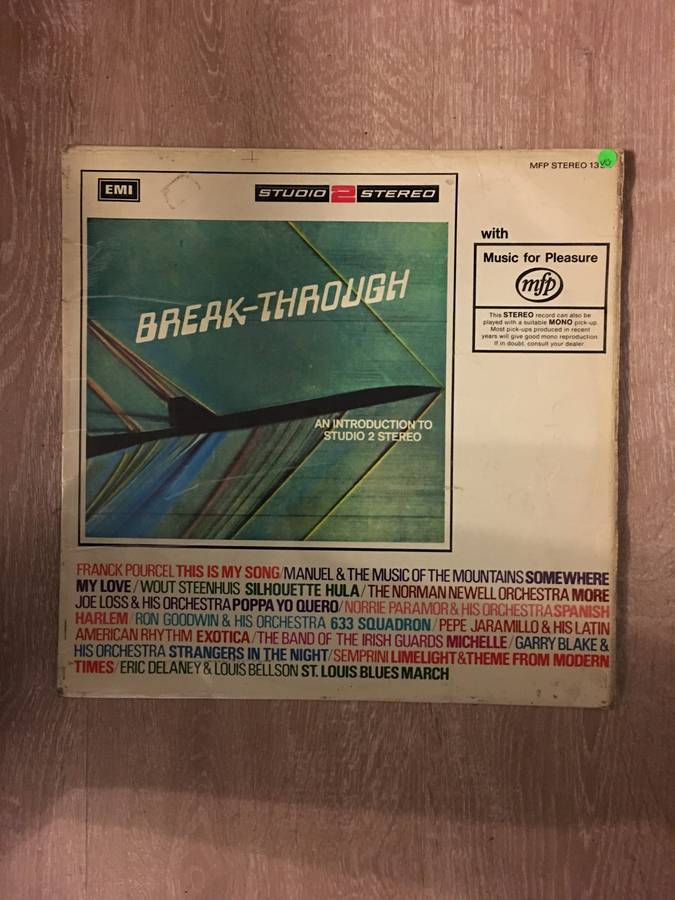 MFP STEREO
EMI
STUDIO 2 STEREO
with
Music for Pleasure
mfp
This STEREO record can also be
played with a suitable MONO pick-up.
Most pick-ups produced in recent
years will give good mono reproduction.
If in doubt, consult your dealer.
BREAK-THROUGH
AN INTRODUCTION TO
STUDIO 2 STEREO
FRANCK POURCEL THIS IS MY SONG/MANUEL & THE MUSIC OF THE MOUNTAINS SOMEWHERE
MY LOVE/WOUT STEENHUIS SILHOUETTE HULA/THE NORMAN NEWELL ORCHESTRA MORE
JOE LOSS & HIS ORCHESTRA POPPA YO QUERO/NORRIE PARAMOR & HIS ORCHESTRA SPANISH
HARLEM/RON GOODWIN & HIS ORCHESTRA 633 SQUADRON/PEPE JARAMILLO & HIS LATIN
AMERICAN RHYTHM EXOTICA/THE BAND OF THE IRISH GUARDS MICHELLE/GARRY BLAKE &
HIS ORCHESTRA STRANGERS IN THE NIGHT/SEMPRINI LIMELIGHT & THEME FROM MODERN
TIMES/ERIC DELANEY & LOUIS BELLSON ST. LOUIS BLUES MARCH